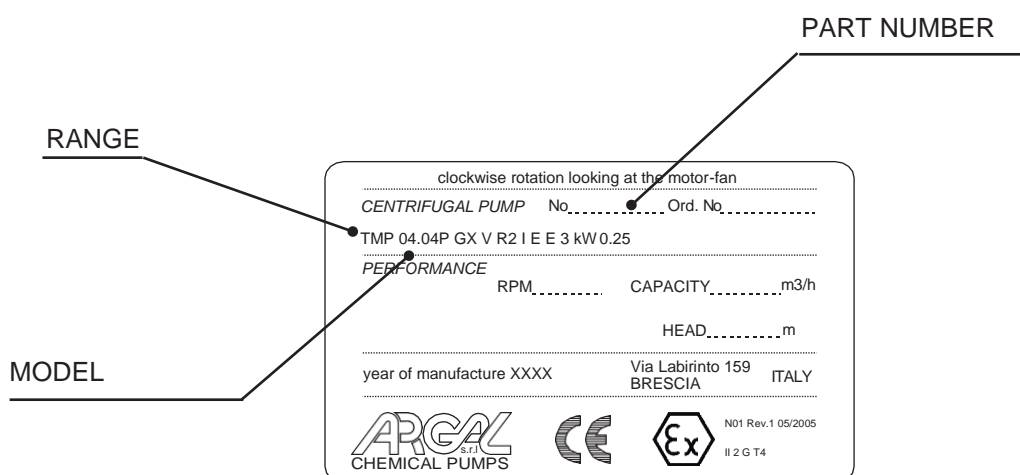 PART NUMBER
RANGE
clockwise rotation looking at the motor-fan
CENTRIFUGAL PUMP No Ord. No
TMP 04.04P GX V R2 I E E 3 kW 0.25
PERFORMANCE
RPM CAPACITY m3/h
HEAD m
MODEL
year of manufacture XXXX Via Labirinto 159
BRESCIA ITALY
ARGAL s.r.l
CHEMICAL PUMPS
CE
Ex
N01 Rev.1 05/2005
II 2 G T4